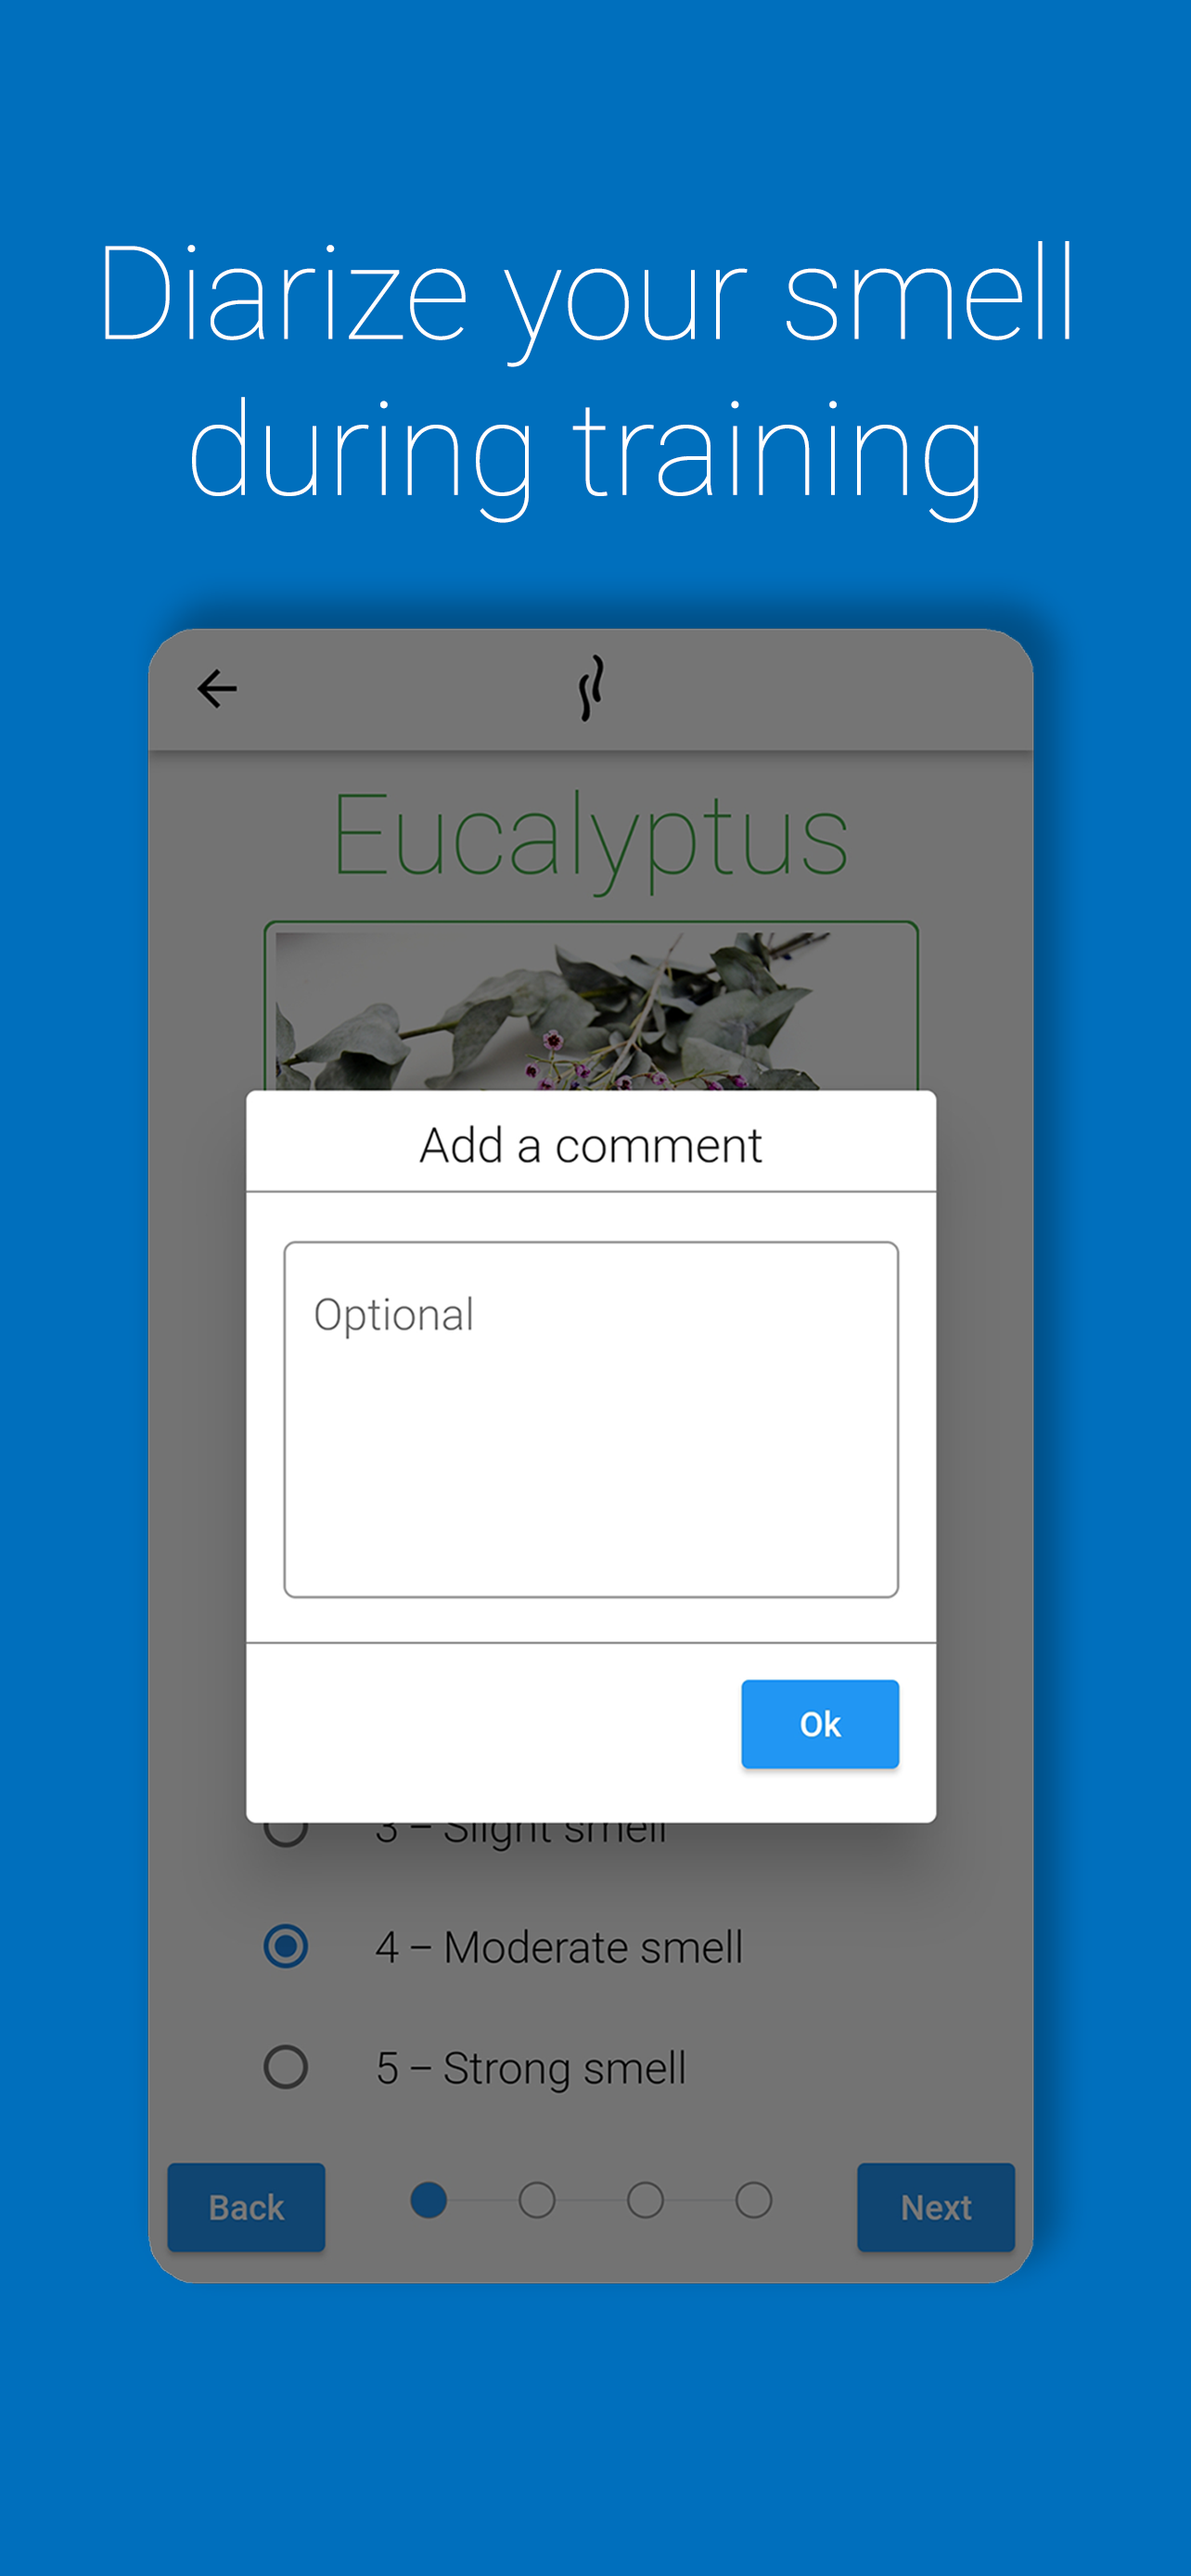 Diarize your smell
during training
Eucalyptus
Add a comment
Optional
Ok
3 – Slight smell
4 – Moderate smell
5 – Strong smell
Back
Next